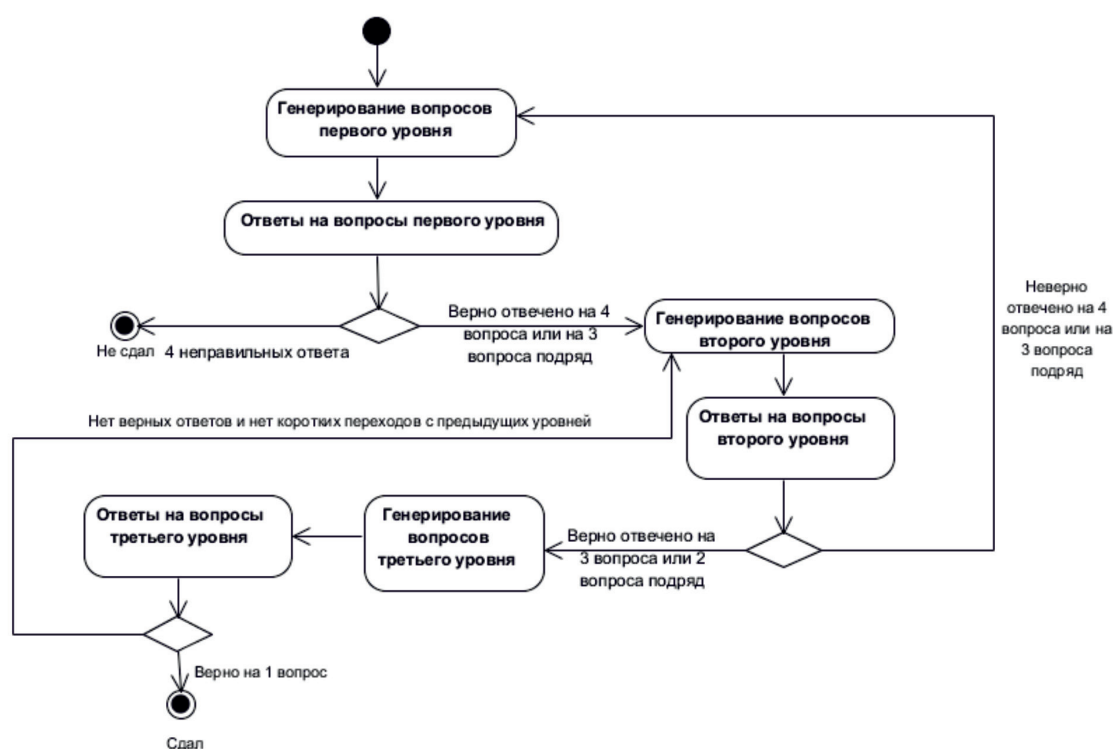 Генерирование вопросов
первого уровня
Ответы на вопросы первого уровня
Не сдал
4 неправильных ответа
Верно отвечено на 4
вопроса или на 3
вопроса подряд
Генерирование вопросов
второго уровня
Неверно
отвечено на 4
вопроса или на
3 вопроса
подряд
Ответы на вопросы
второго уровня
Нет верных ответов и нет коротких переходов с предыдущих уровней
Ответы на вопросы
третьего уровня
Генерирование
вопросов
третьего уровня
Верно отвечено на
3 вопроса или 2
вопроса подряд
Верно на 1 вопрос
Сдал